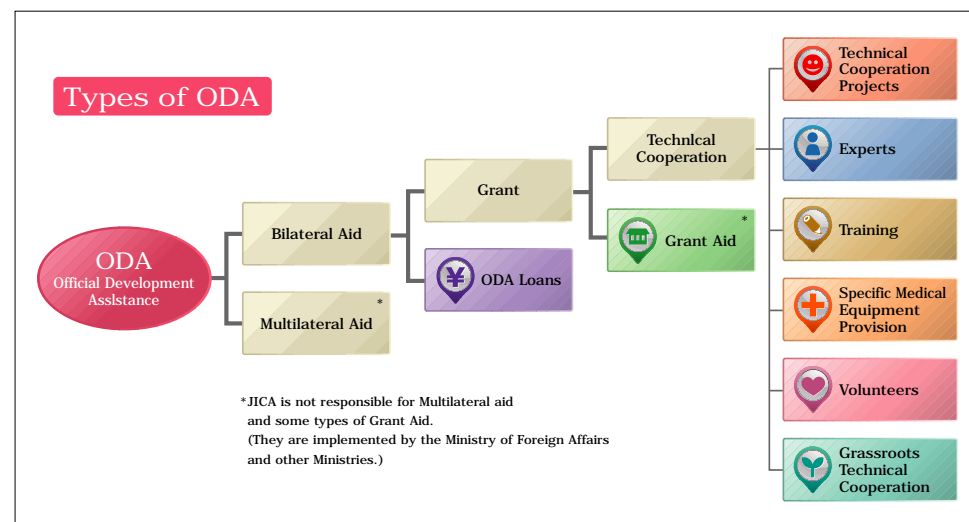 Types of ODA
ODA
Official Development
Assistance
Bilateral Aid
Multilateral Aid
*
Grant
ODA Loans
Technical
Cooperation
Grant Aid
*
Technical
Cooperation
Projects
Experts
Training
Specific Medical
Equipment
Provision
Volunteers
Grassroots
Technical
Cooperation
*JICA is not responsible for Multilateral aid
and some types of Grant Aid.
(They are implemented by the Ministry of Foreign Affairs
and other Ministries.)